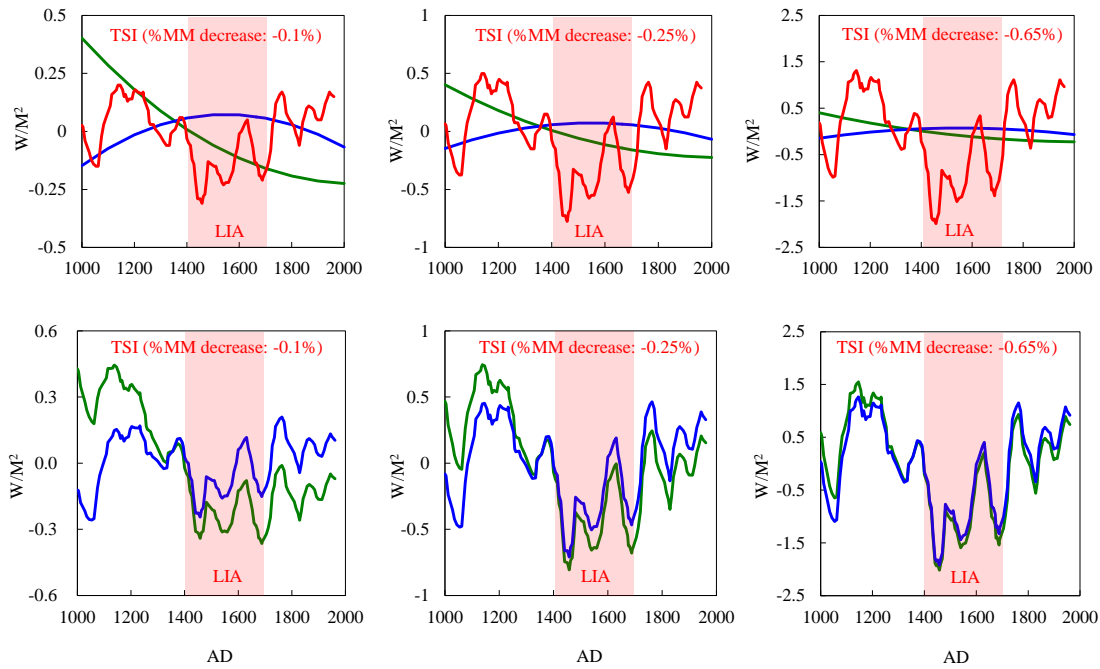 TSI (%MM decrease: -0.1%)
0.5
0.25
0
-0.25
-0.5
W/M²
LIA
1000 1200 1400 1600 1800 2000
TSI (%MM decrease: -0.25%)
1
0.5
0
-0.5
-1
W/M²
LIA
1000 1200 1400 1600 1800 2000
TSI (%MM decrease: -0.65%)
2.5
1.5
0.5
-0.5
-1.5
-2.5
W/M²
LIA
1000 1200 1400 1600 1800 2000
TSI (%MM decrease: -0.1%)
0.6
0.3
0.0
-0.3
-0.6
W/M²
LIA
1000 1200 1400 1600 1800 2000
AD
TSI (%MM decrease: -0.25%)
1
0.5
0
-0.5
-1
W/M²
LIA
1000 1200 1400 1600 1800 2000
AD
TSI (%MM decrease: -0.65%)
2.5
1.5
0.5
-0.5
-1.5
-2.5
W/M²
LIA
1000 1200 1400 1600 1800 2000
AD